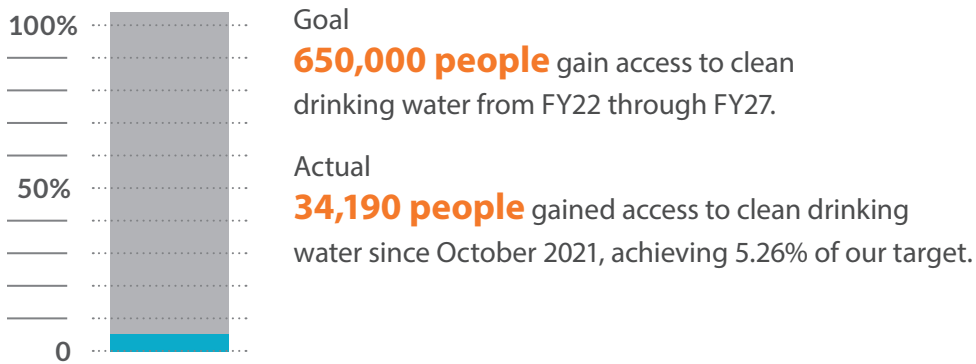 100%
50%
0
Goal
650,000 people gain access to clean
drinking water from FY22 through FY27.
Actual
34,190 people gained access to clean drinking
water since October 2021, achieving 5.26% of our target.